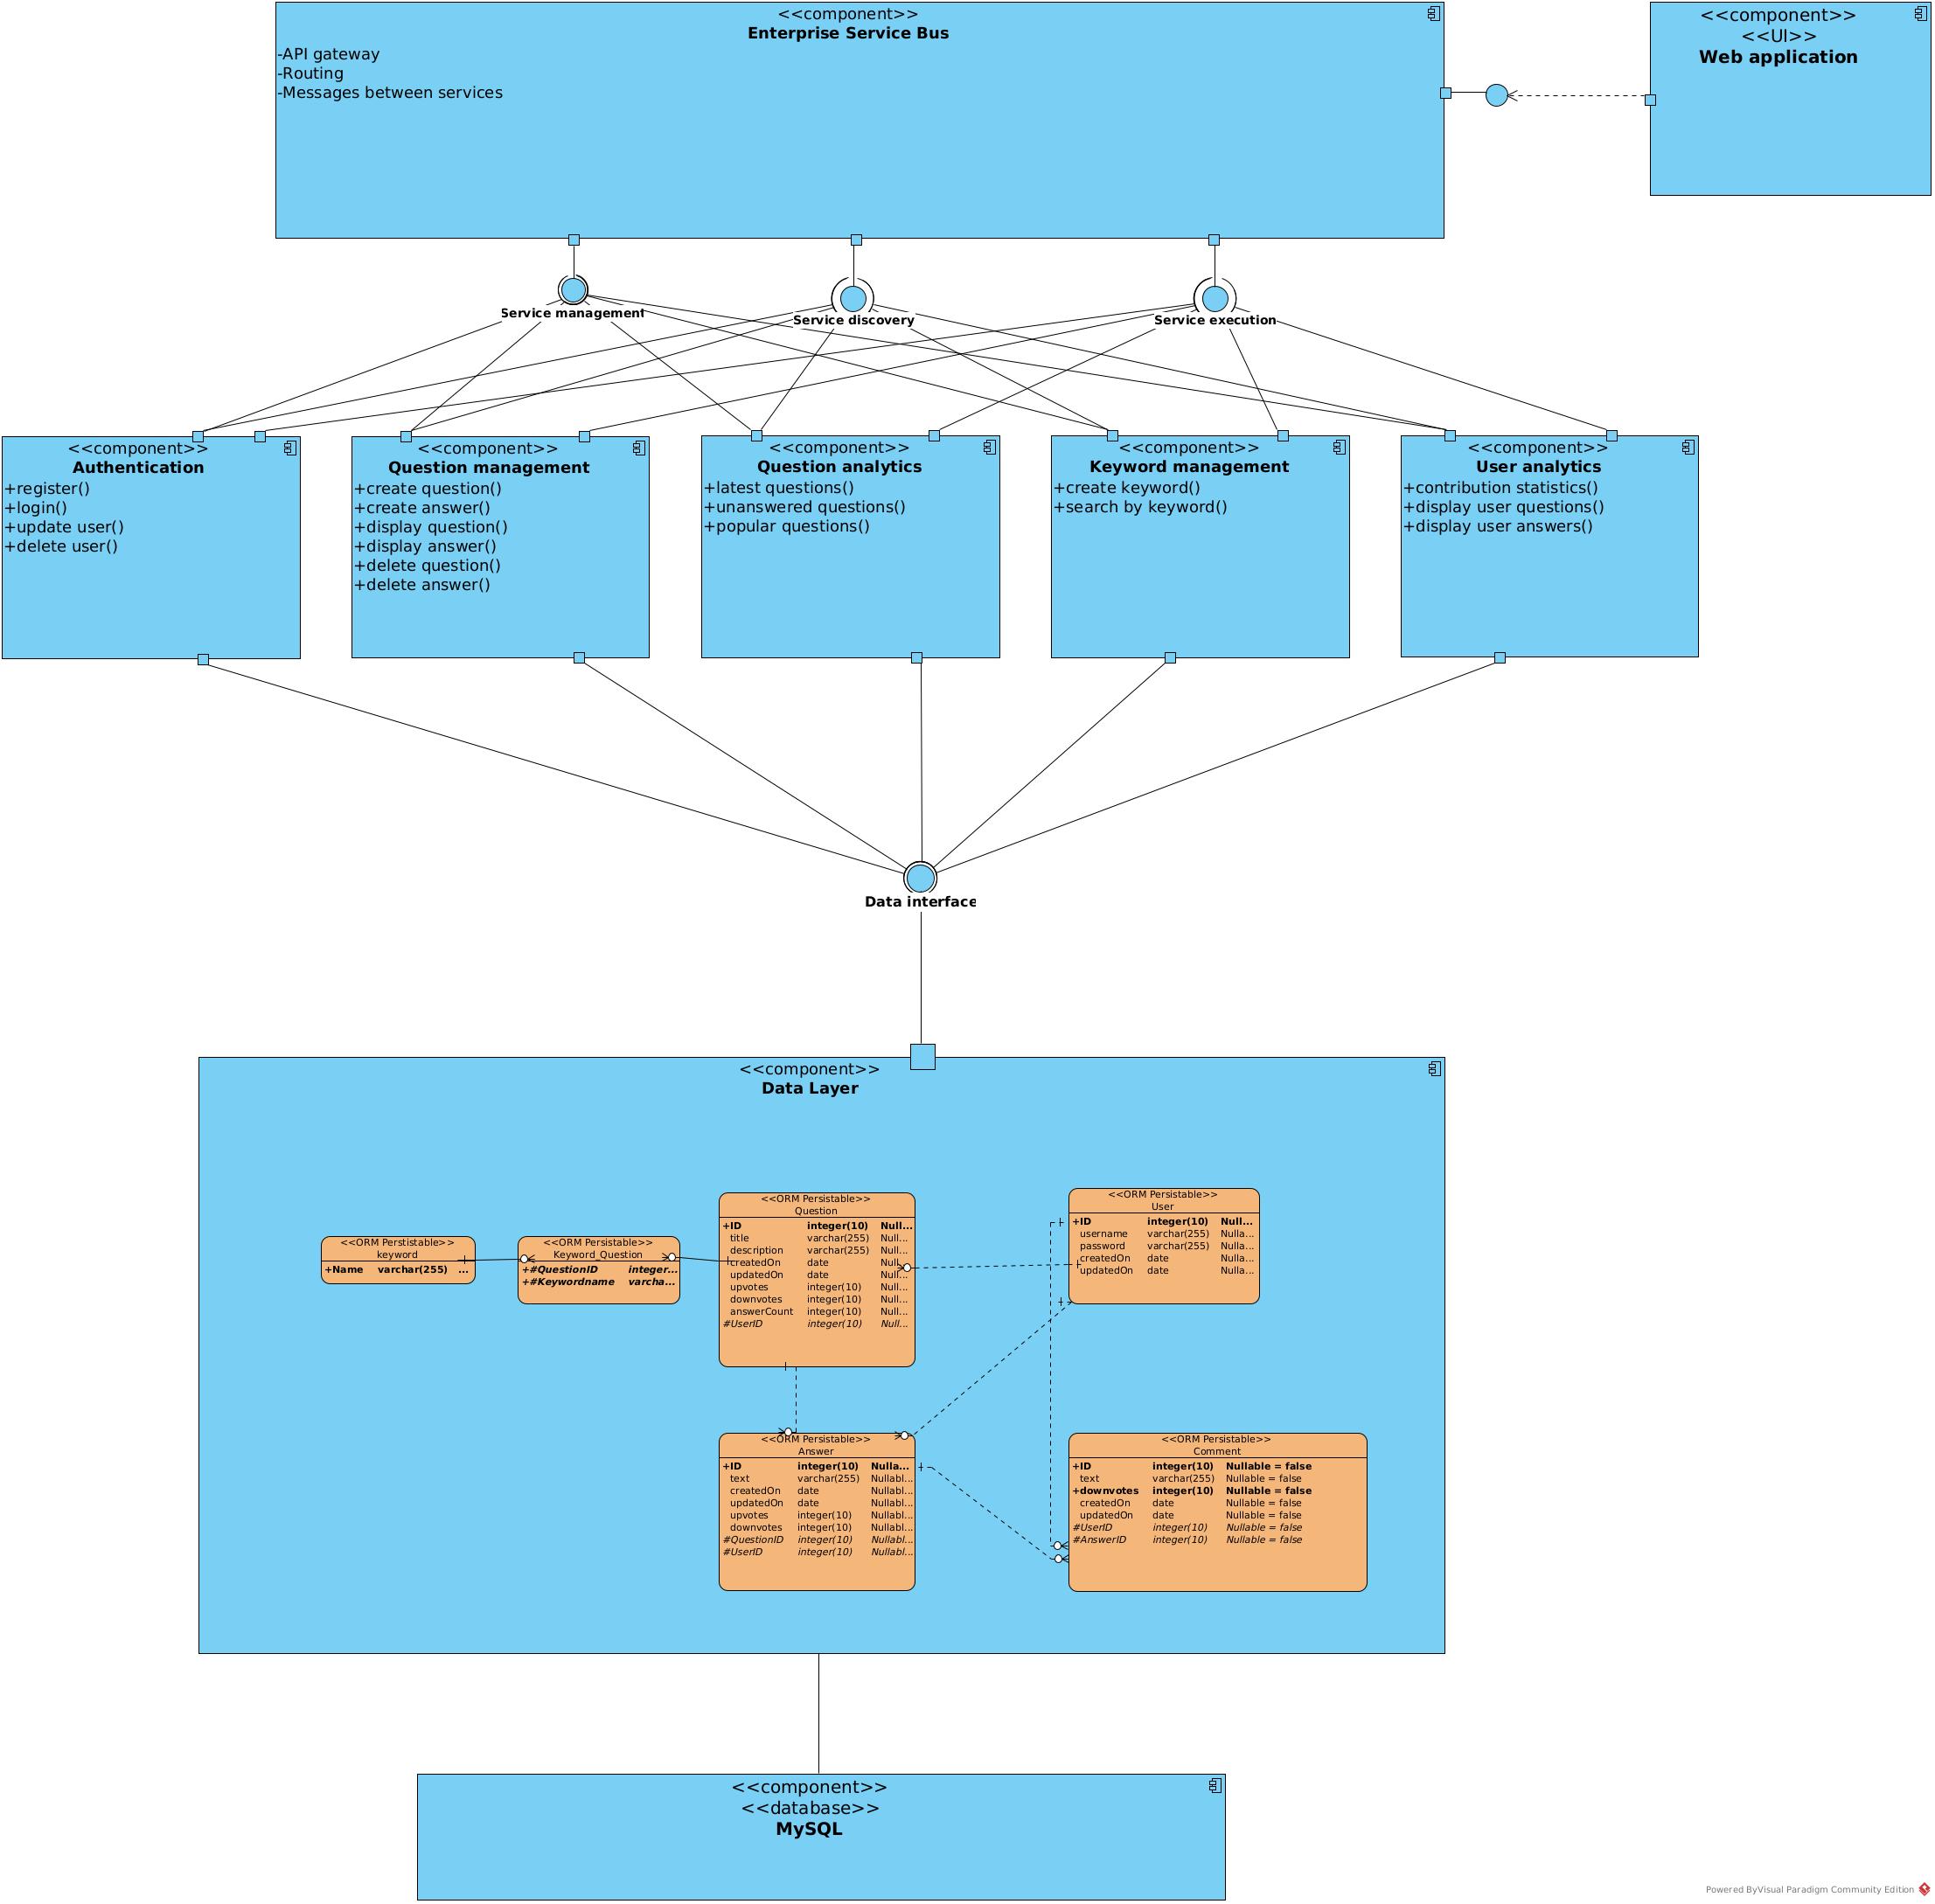 <<component>>
Enterprise Service Bus
-API gateway
-Routing
-Messages between services
<<component>>
<<UI>>
Web application
Service management
Service discovery
Service execution
<<component>>
Authentication
+register()
+login()
+update user()
+delete user()
<<component>>
Question management
+create question()
+create answer()
+display question()
+display answer()
+delete question()
+delete answer()
<<component>>
Question analytics
+latest questions()
+unanswered questions()
+popular questions()
<<component>>
Keyword management
+create keyword()
+search by keyword()
<<component>>
User analytics
+contribution statistics()
+display user questions()
+display user answers()
Data interface
<<component>>
Data Layer
<<ORM Perstistable>>
keyword
+Name varchar(255) ...
<<ORM Persistable>>
Keyword_Question
+#QuestionID integer...
+#Keywordname varcha...
<<ORM Persistable>>
Question
+ID integer(10) Null...
title varchar(255) Null...
description varchar(255) Null...
createdOn date Null...
updatedOn date Null...
upvotes integer(10) Null...
downvotes integer(10) Null...
answerCount integer(10) Null...
#UserID integer(10) Null...
<<ORM Persistable>>
User
+ID integer(10) Null...
username varchar(255) Nulla...
password varchar(255) Nulla...
createdOn date Nulla...
updatedOn date Nulla...
<<ORM Persistable>>
Answer
+ID integer(10) Nulla...
text varchar(255) Nullabl...
createdOn date Nullabl...
updatedOn date Nullabl...
upvotes integer(10) Nullabl...
downvotes integer(10) Nullabl...
#QuestionID integer(10) Nullabl...
#UserID integer(10) Nullabl...
<<ORM Persistable>>
Comment
+ID integer(10) Nullable = false
text varchar(255) Nullable = false
+downvotes integer(10) Nullable = false
createdOn date Nullable = false
updatedOn date Nullable = false
#UserID integer(10) Nullable = false
#AnswerID integer(10) Nullable = false
<<component>>
<<database>>
MySQL
Powered ByVisual Paradigm Community Edition